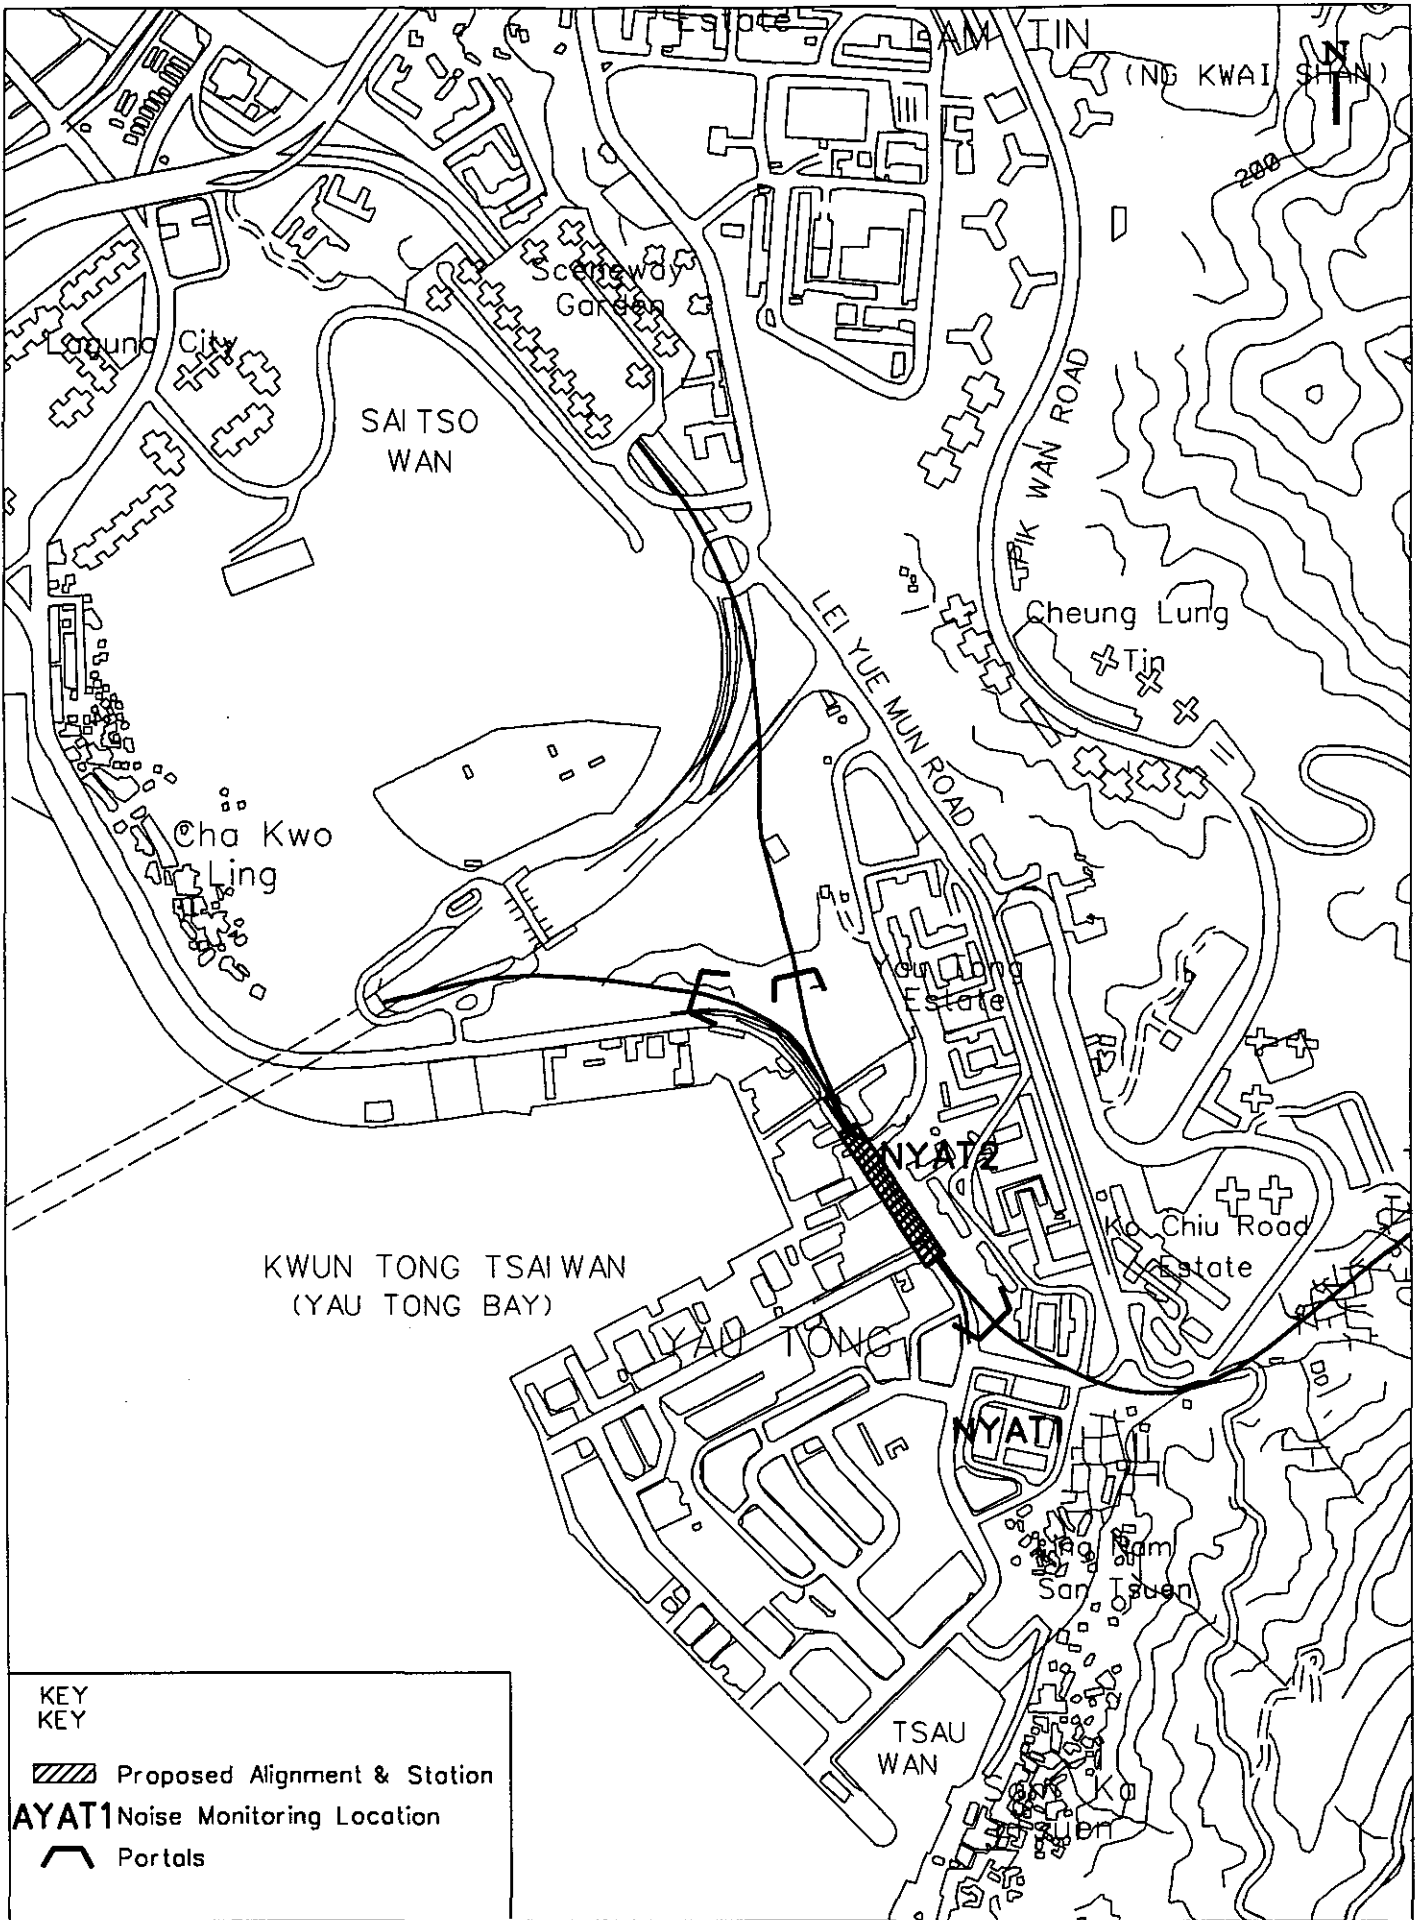 Estate
LAM TIN
(NG KWAI SHAN)
N
200
Sceneway
Garden
Laguna City
SAI TSO
WAN
PIK WAN ROAD
LEI YUE MUN ROAD
Cheung Lung
Tin
Cha Kwo
Ling
Yau Tong
Estate
NYAT2
Ko Chiu Road
Estate
KWUN TONG TSAI WAN
(YAU TONG BAY)
YAU TONG
NYAT1
San Tsuen
TSAU
WAN
KEY
KEY
Proposed Alignment & Station
AYAT1 Noise Monitoring Location
Portals